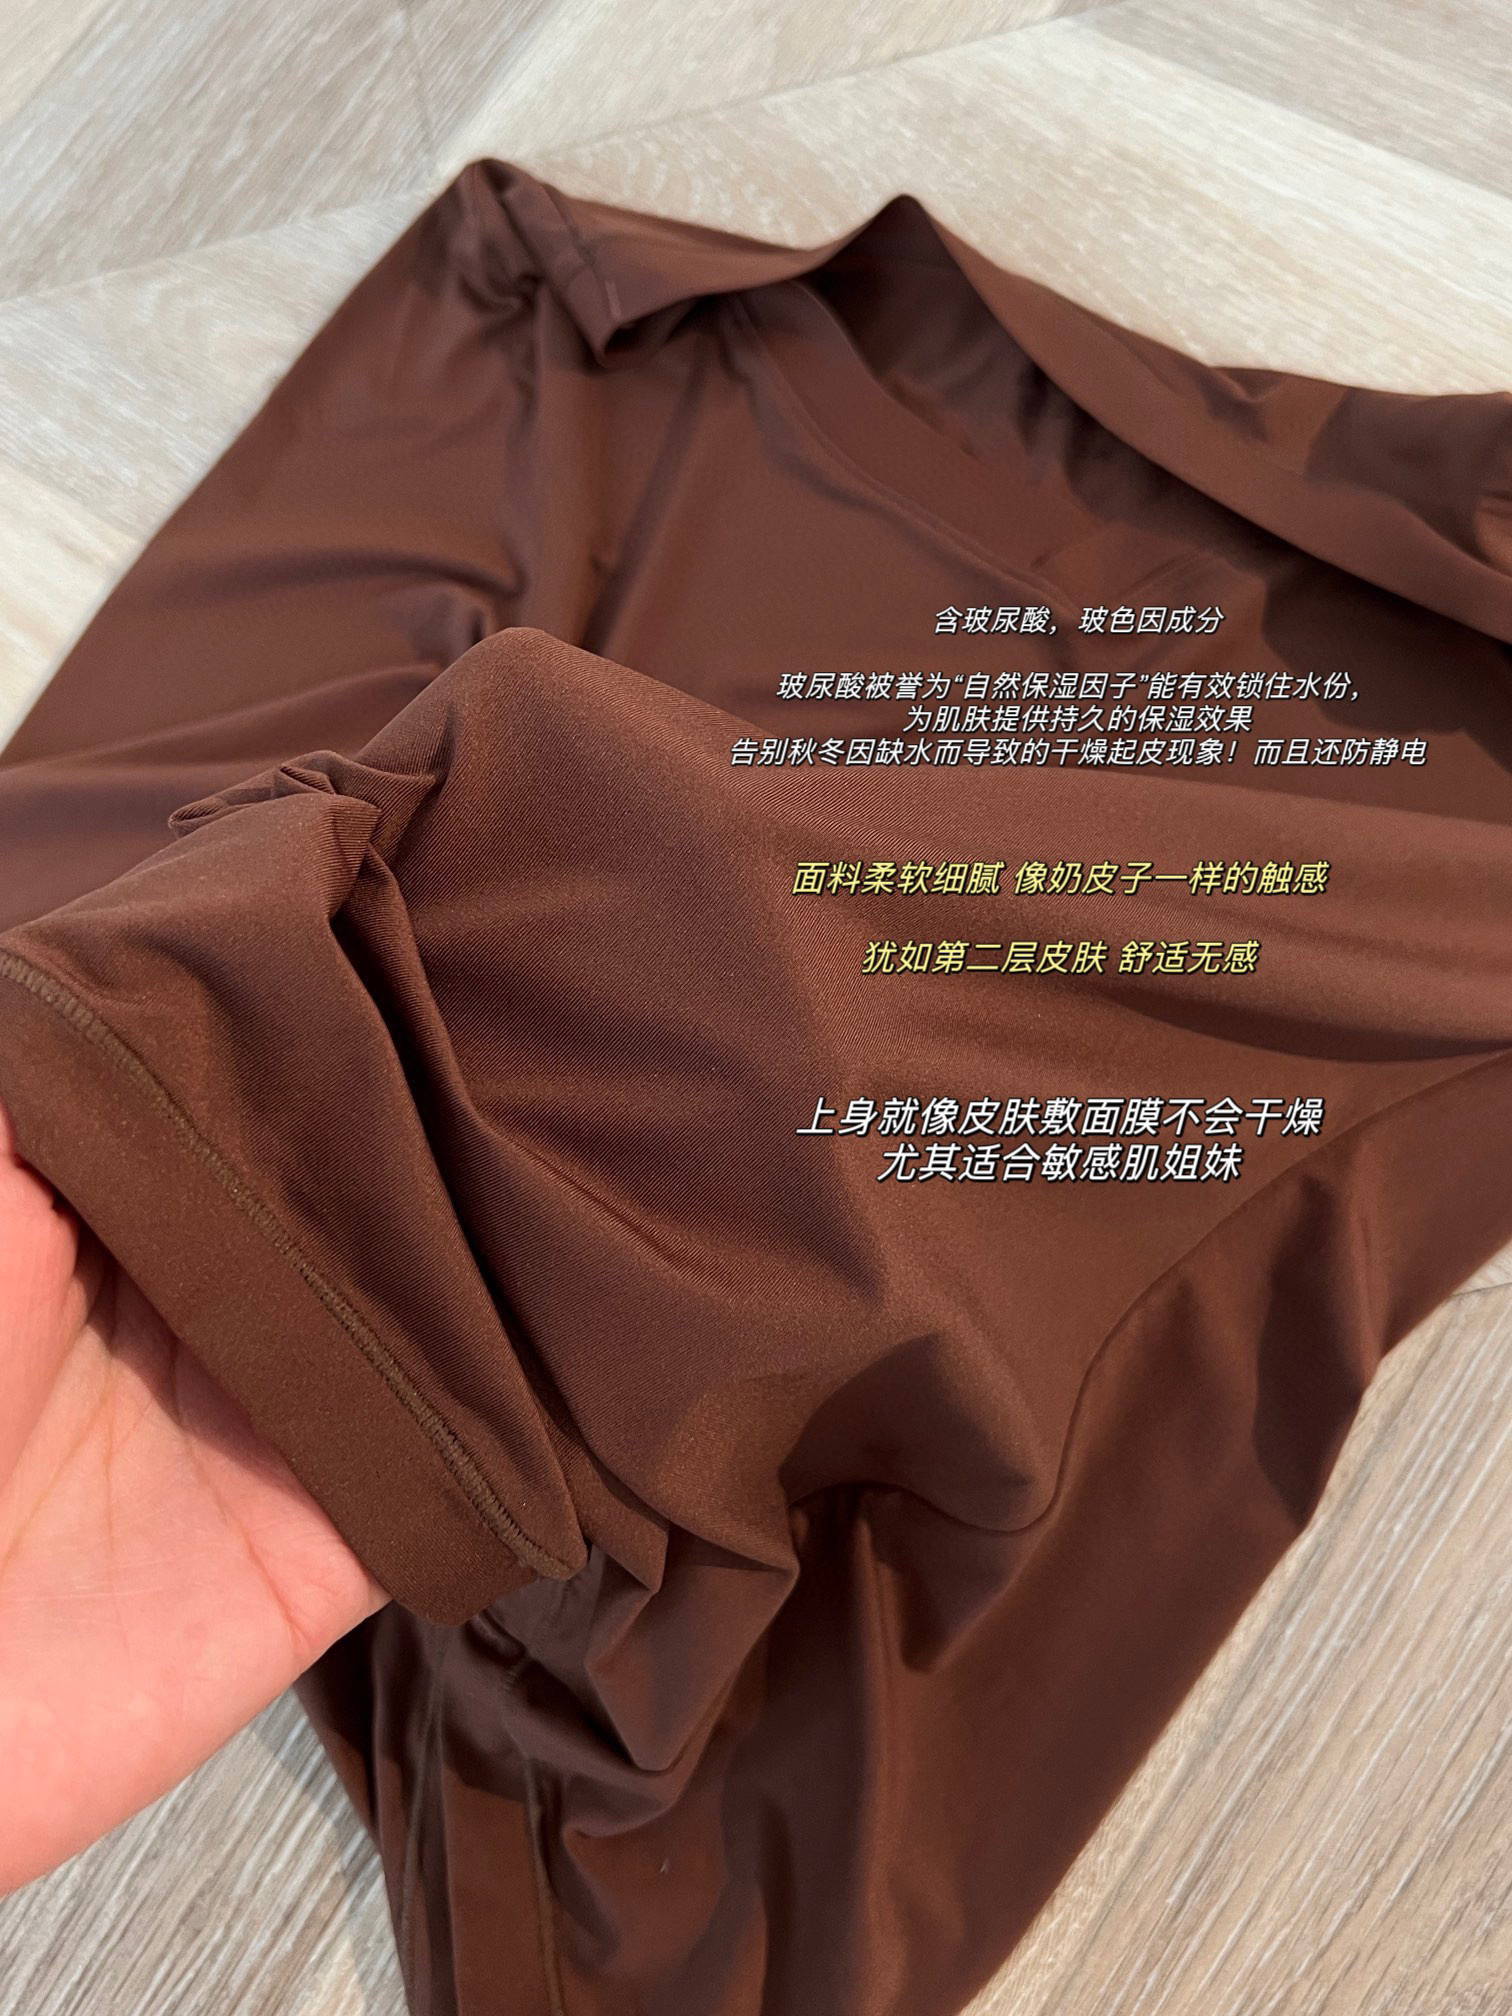 含玻尿酸，玻色因成分
玻尿酸被誉为“自然保湿因子”能有效锁住水份，
为肌肤提供持久的保湿效果
告别秋冬因缺水而导致的干燥起皮现象！而且还防静电
面料柔软细腻 像奶皮子一样的触感
犹如第二层皮肤 舒适无感
上身就像皮肤敷面膜不会干燥
尤其适合敏感肌姐妹